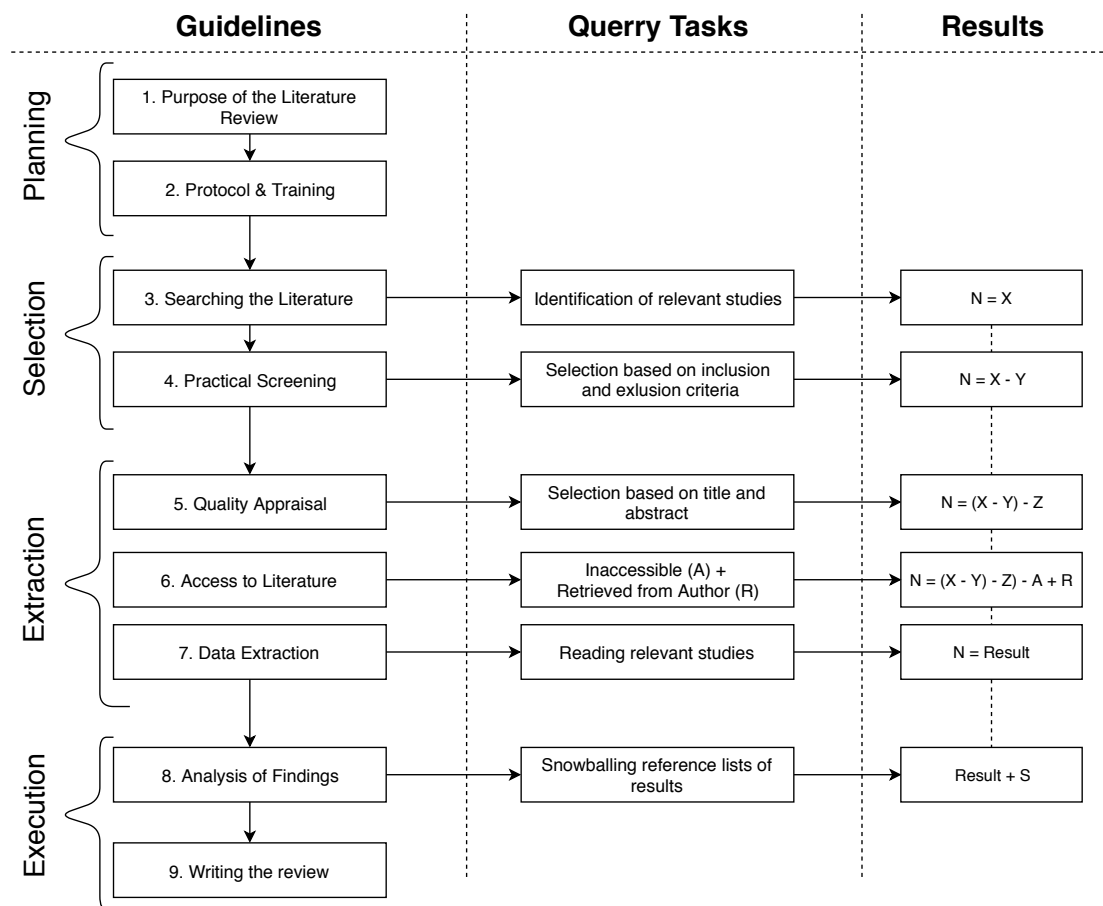 Guidelines
Querry Tasks
Results
Planning
1. Purpose of the Literature
Review
2. Protocol & Training
Selection
3. Searching the Literature
Identification of relevant studies
N = X
4. Practical Screening
Selection based on inclusion
and exlusion criteria
N = X - Y
Extraction
5. Quality Appraisal
Selection based on title and
abstract
N = (X - Y) - Z
6. Access to Literature
Inaccessible (A) +
Retrieved from Author (R)
N = (X - Y) - Z) - A + R
7. Data Extraction
Reading relevant studies
N = Result
Execution
8. Analysis of Findings
Snowballing reference lists of
results
Result + S
9. Writing the review